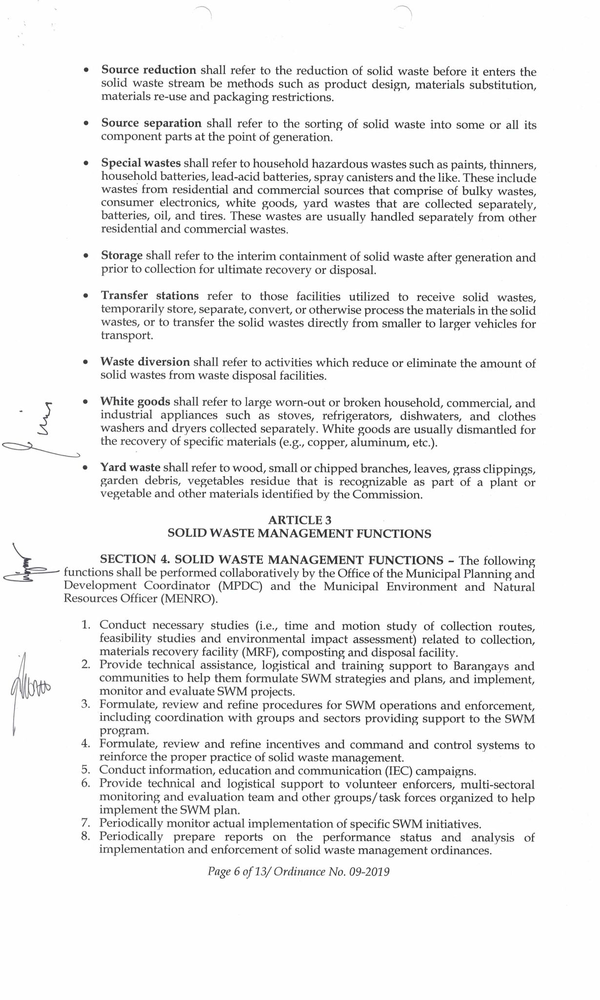 • Source reduction shall refer to the reduction of solid waste before it enters the
solid waste stream be methods such as product design, materials substitution,
materials re-use and packaging restrictions.
• Source separation shall refer to the sorting of solid waste into some or all its
component parts at the point of generation.
• Special wastes shall refer to household hazardous wastes such as paints, thinners,
household batteries, lead-acid batteries, spray canisters and the like. These include
wastes from residential and commercial sources that comprise of bulky wastes,
consumer electronics, white goods, yard wastes that are collected separately,
batteries, oil, and tires. These wastes are usually handled separately from other
residential and commercial wastes.
• Storage shall refer to the interim containment of solid waste after generation and
prior to collection for ultimate recovery or disposal.
• Transfer stations refer to those facilities utilized to receive solid wastes,
temporarily store, separate, convert, or otherwise process the materials in the solid
wastes, or to transfer the solid wastes directly from smaller to larger vehicles for
transport.
• Waste diversion shall refer to activities which reduce or eliminate the amount of
solid wastes from waste disposal facilities.
• White goods shall refer to large worn-out or broken household, commercial, and
industrial appliances such as stoves, refrigerators, dishwaters, and clothes
washers and dryers collected separately. White goods are usually dismantled for
the recovery of specific materials (e.g., copper, aluminum, etc.).
• Yard waste shall refer to wood, small or chipped branches, leaves, grass clippings,
garden debris, vegetables residue that is recognizable as part of a plant or
vegetable and other materials identified by the Commission.
ARTICLE 3
SOLID WASTE MANAGEMENT FUNCTIONS
SECTION 4. SOLID WASTE MANAGEMENT FUNCTIONS – The following
functions shall be performed collaboratively by the Office of the Municipal Planning and
Development Coordinator (MPDC) and the Municipal Environment and Natural
Resources Officer (MENRO).
1. Conduct necessary studies (i.e., time and motion study of collection routes,
feasibility studies and environmental impact assessment) related to collection,
materials recovery facility (MRF), composting and disposal facility.
2. Provide technical assistance, logistical and training support to Barangays and
communities to help them formulate SWM strategies and plans, and implement,
monitor and evaluate SWM projects.
3. Formulate, review and refine procedures for SWM operations and enforcement,
including coordination with groups and sectors providing support to the SWM
program.
4. Formulate, review and refine incentives and command and control systems to
reinforce the proper practice of solid waste management.
5. Conduct information, education and communication (IEC) campaigns.
6. Provide technical and logistical support to volunteer enforcers, multi-sectoral
monitoring and evaluation team and other groups/task forces organized to help
implement the SWM plan.
7. Periodically monitor actual implementation of specific SWM initiatives.
8. Periodically prepare reports on the performance status and analysis of
implementation and enforcement of solid waste management ordinances.
Page 6 of 13/ Ordinance No. 09-2019